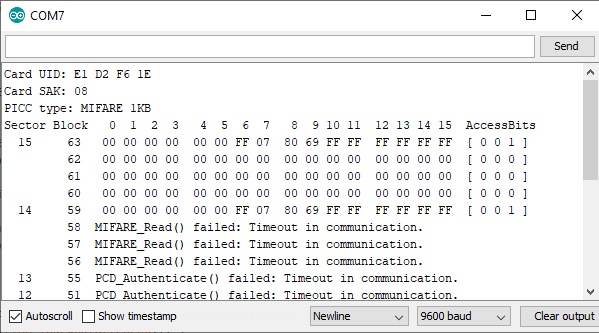 COM7
Send
Card UID: E1 D2 F6 1E
Card SAK: 08
PICC type: MIFARE 1KB
Sector Block   0  1  2  3   4  5  6  7   8  9 10 11  12 13 14 15  AccessBits
  15     63   00 00 00 00  00 00 FF 07  80 69 FF FF  FF FF FF FF  [ 0 0 1 ]
         62   00 00 00 00  00 00 00 00  00 00 00 00  00 00 00 00  [ 0 0 0 ]
         61   00 00 00 00  00 00 00 00  00 00 00 00  00 00 00 00  [ 0 0 0 ]
         60   00 00 00 00  00 00 00 00  00 00 00 00  00 00 00 00  [ 0 0 0 ]
  14     59   00 00 00 00  00 00 FF 07  80 69 FF FF  FF FF FF FF  [ 0 0 1 ]
         58  MIFARE_Read() failed: Timeout in communication.
         57  MIFARE_Read() failed: Timeout in communication.
         56  MIFARE_Read() failed: Timeout in communication.
  13     55  PCD_Authenticate() failed: Timeout in communication.
  12     51  PCD_Authenticate() failed: Timeout in communication.
Autoscroll Show timestamp Newline 9600 baud Clear output